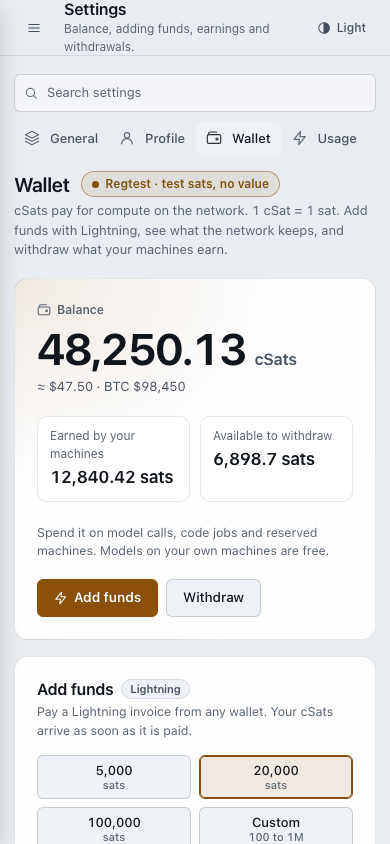 Settings
Balance, adding funds, earnings and
withdrawals.
Light
Search settings
General
Profile
Wallet
Usage
Wallet
Regtest · test sats, no value
cSats pay for compute on the network. 1 cSat = 1 sat. Add
funds with Lightning, see what the network keeps, and
withdraw what your machines earn.
Balance
48,250.13 cSats
≈ $47.50 · BTC $98,450
Earned by your
machines
12,840.42 sats
Available to withdraw
6,898.7 sats
Spend it on model calls, code jobs and reserved
machines. Models on your own machines are free.
Add funds
Withdraw
Add funds
Lightning
Pay a Lightning invoice from any wallet. Your cSats
arrive as soon as it is paid.
5,000
sats
20,000
sats
100,000
sats
Custom
100 to 1M